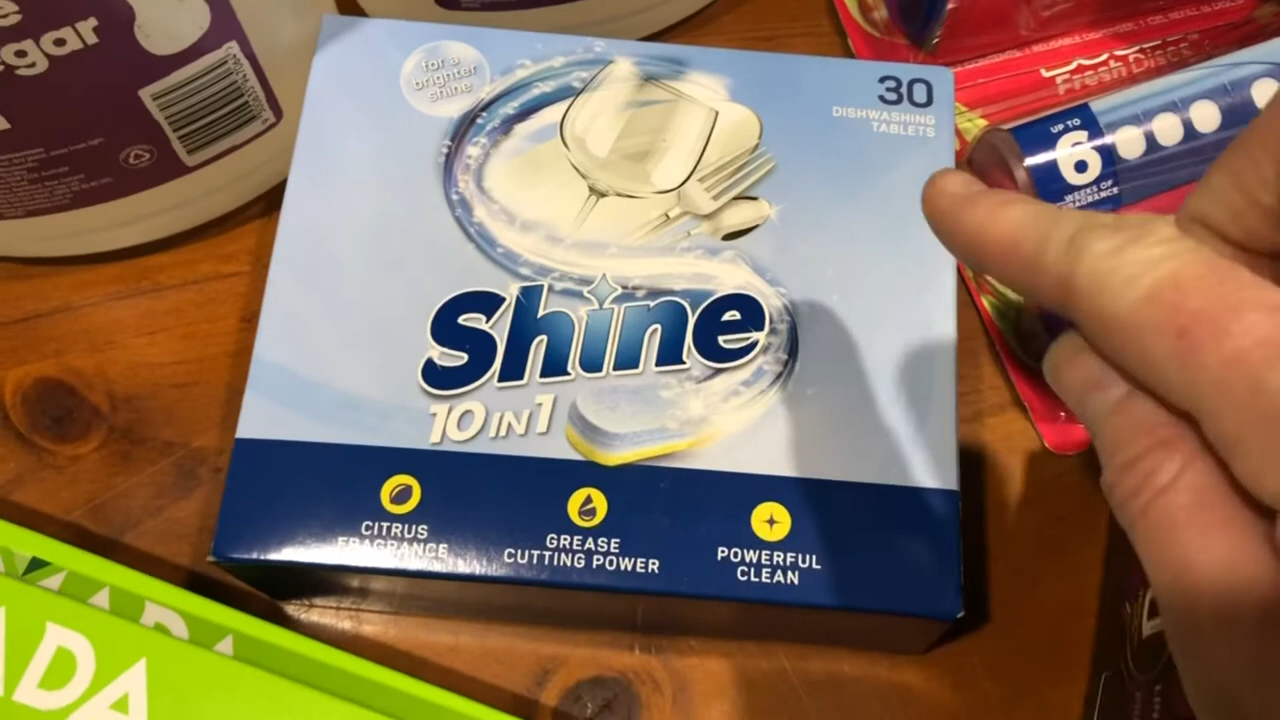 egar
for a
brighter
shine
30
DISHWASHING
TABLETS
Fresh Discs
UP TO
6
WEEKS OF
FRAGRANCE
Shine
10 IN 1
CITRUS
FRAGRANCE
GREASE
CUTTING POWER
POWERFUL
CLEAN
ADA